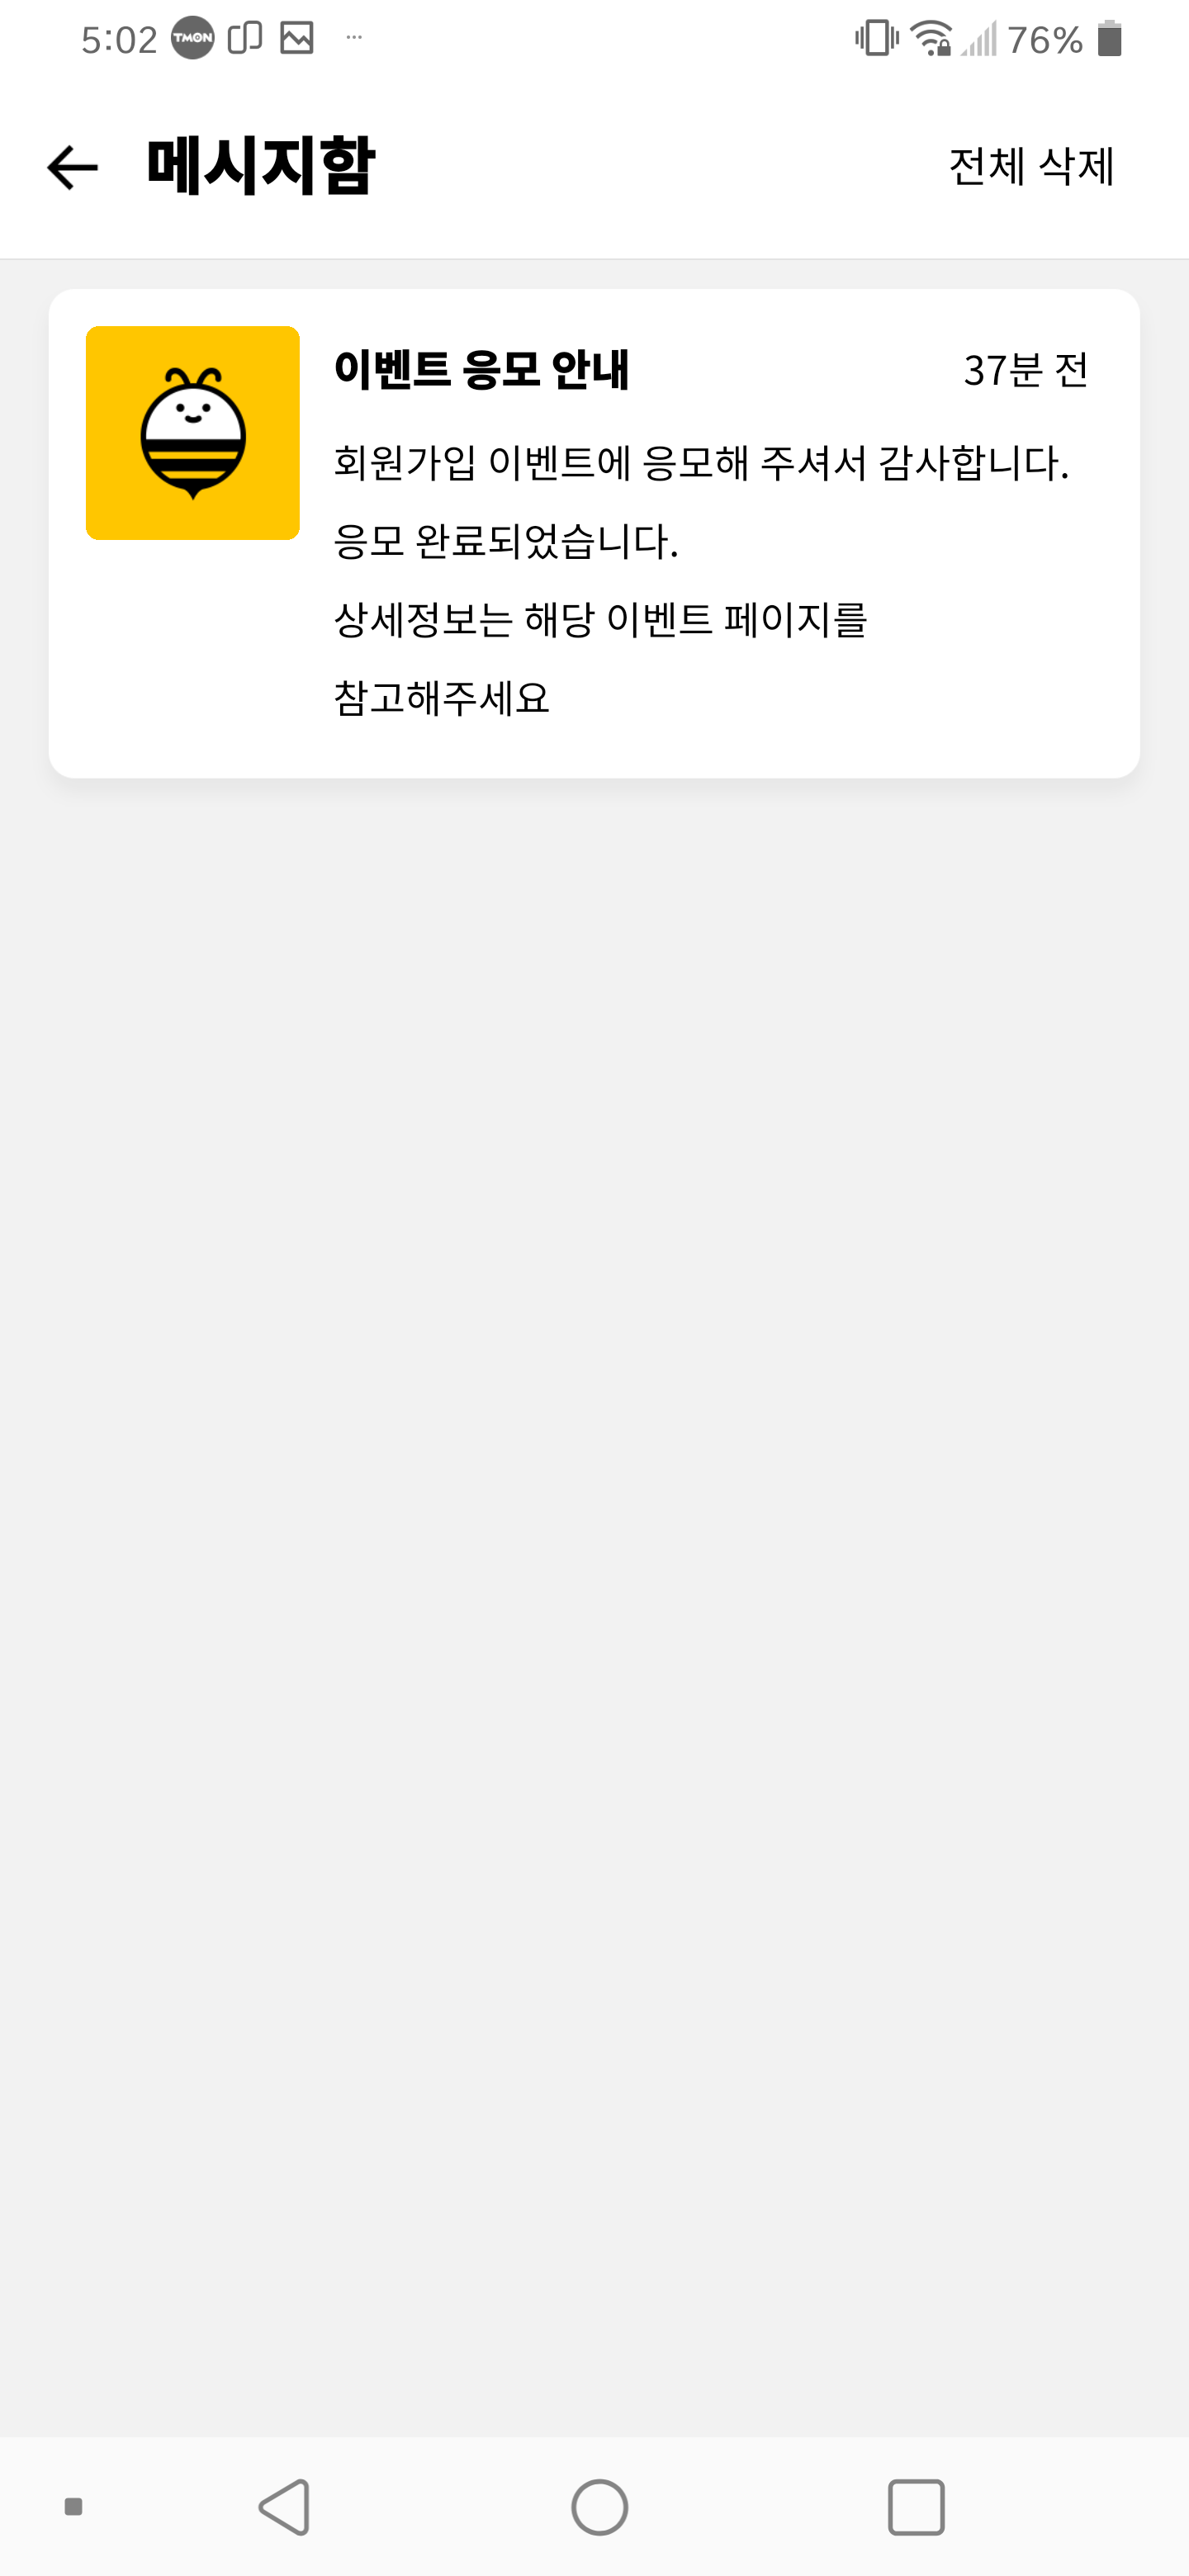 5:02 TMON ... 76%
메시지함 전체 삭제
이벤트 응모 안내 37분 전
회원가입 이벤트에 응모해 주셔서 감사합니다.
응모 완료되었습니다.
상세정보는 해당 이벤트 페이지를
참고해주세요